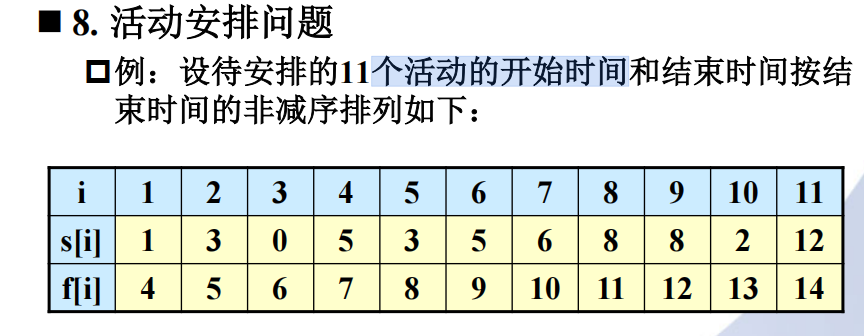 ■ 8. 活动安排问题
例：设待安排的11个活动的开始时间和结束时间按结
束时间的非减序排列如下：
i 1 2 3 4 5 6 7 8 9 10 11
s[i] 1 3 0 5 3 5 6 8 8 2 12
f[i] 4 5 6 7 8 9 10 11 12 13 14